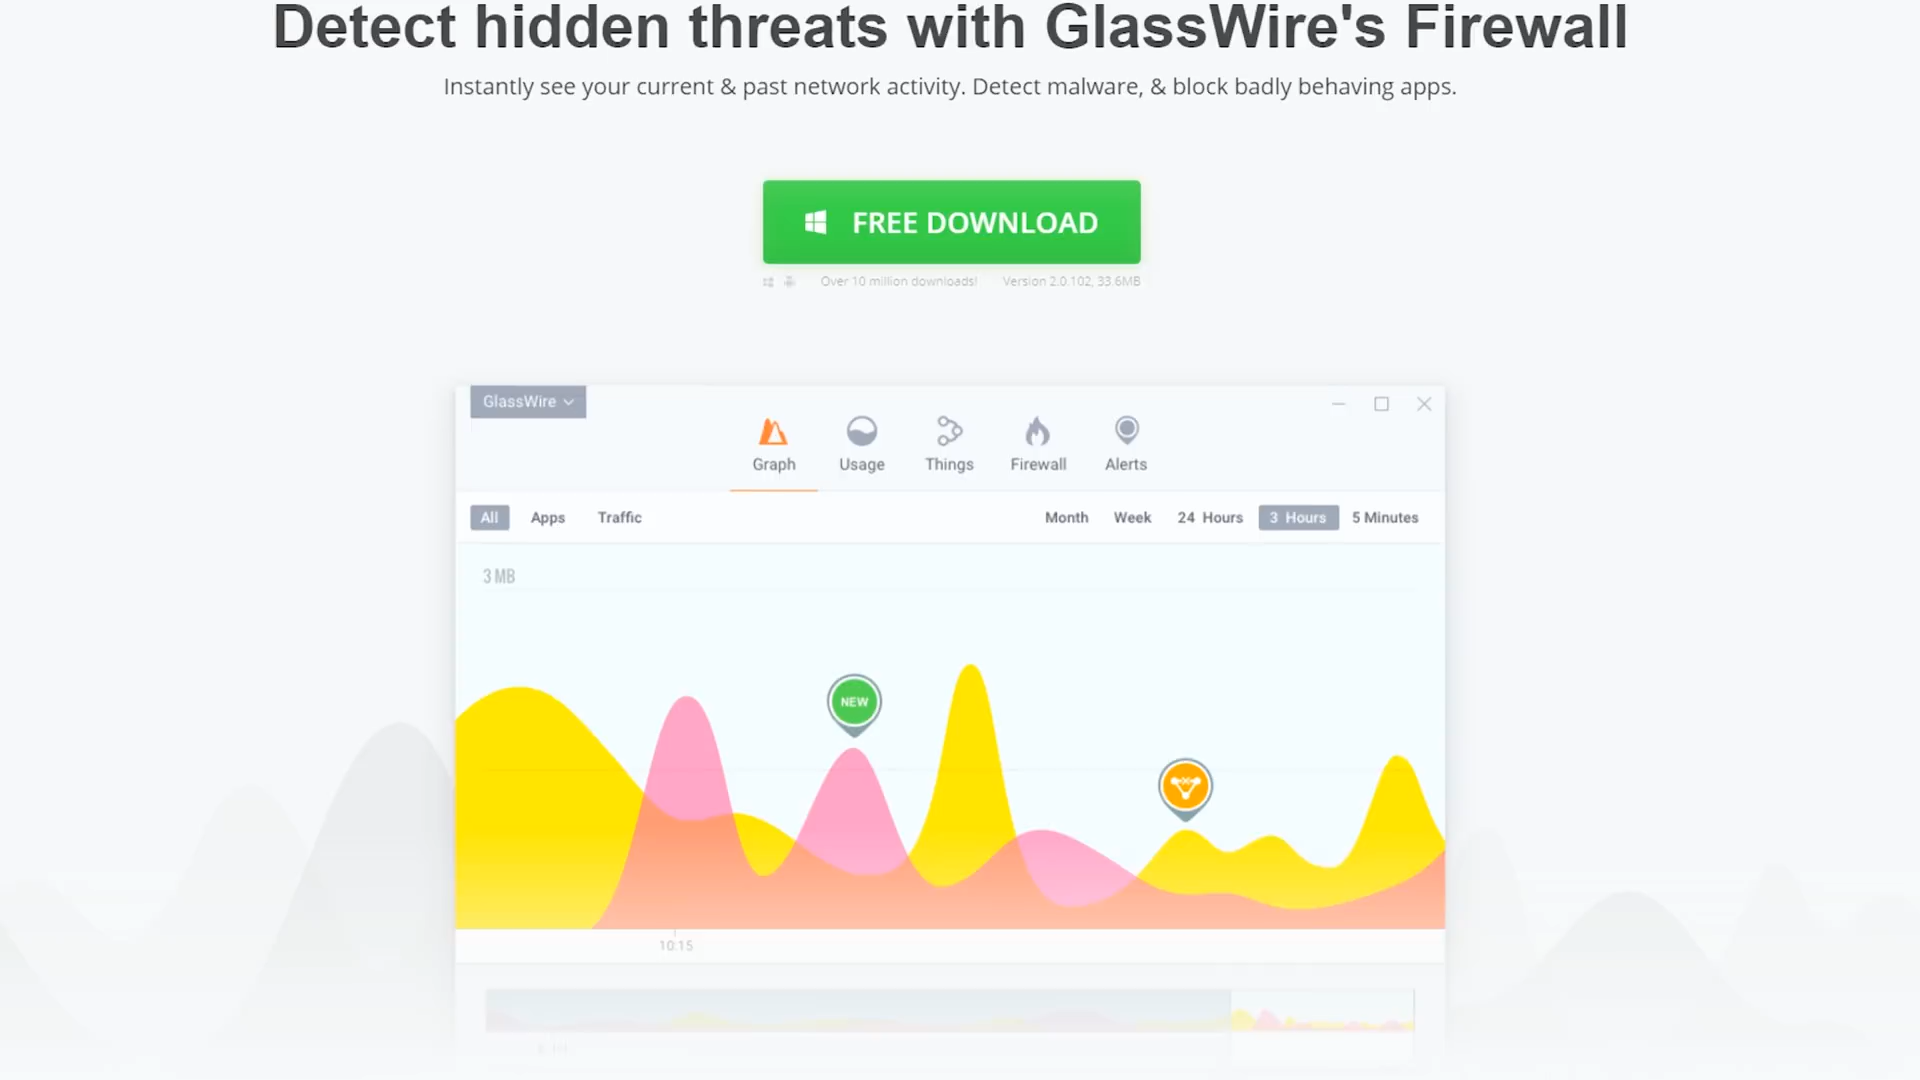 Detect hidden threats with GlassWire's Firewall
Instantly see your current & past network activity. Detect malware, & block badly behaving apps.
FREE DOWNLOAD
Over 10 million downloads! Version 2.0.102, 33.6MB
GlassWire
Graph Usage Things Firewall Alerts
All Apps Traffic Month Week 24 Hours 3 Hours 5 Minutes
3 MB
NEW
10:15